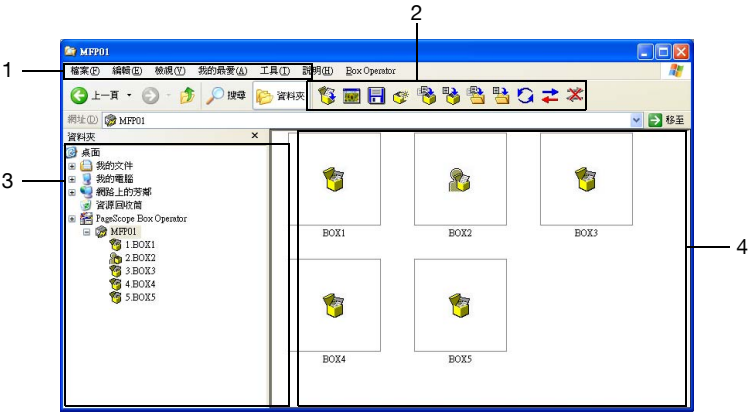 2
MFP01
1
檔案(F) 編輯(E) 檢視(V) 我的最愛(A) 工具(T) 說明(H) Box Operator
上一頁 搜尋 資料夾
網址(D) MFP01 移至
資料夾 ×
3
桌面
我的文件
我的電腦
網路上的芳鄰
資源回收筒
PageScope Box Operator
MFP01
1.BOX1
2.BOX2
3.BOX3
4.BOX4
5.BOX5
BOX1 BOX2 BOX3
4
BOX4 BOX5